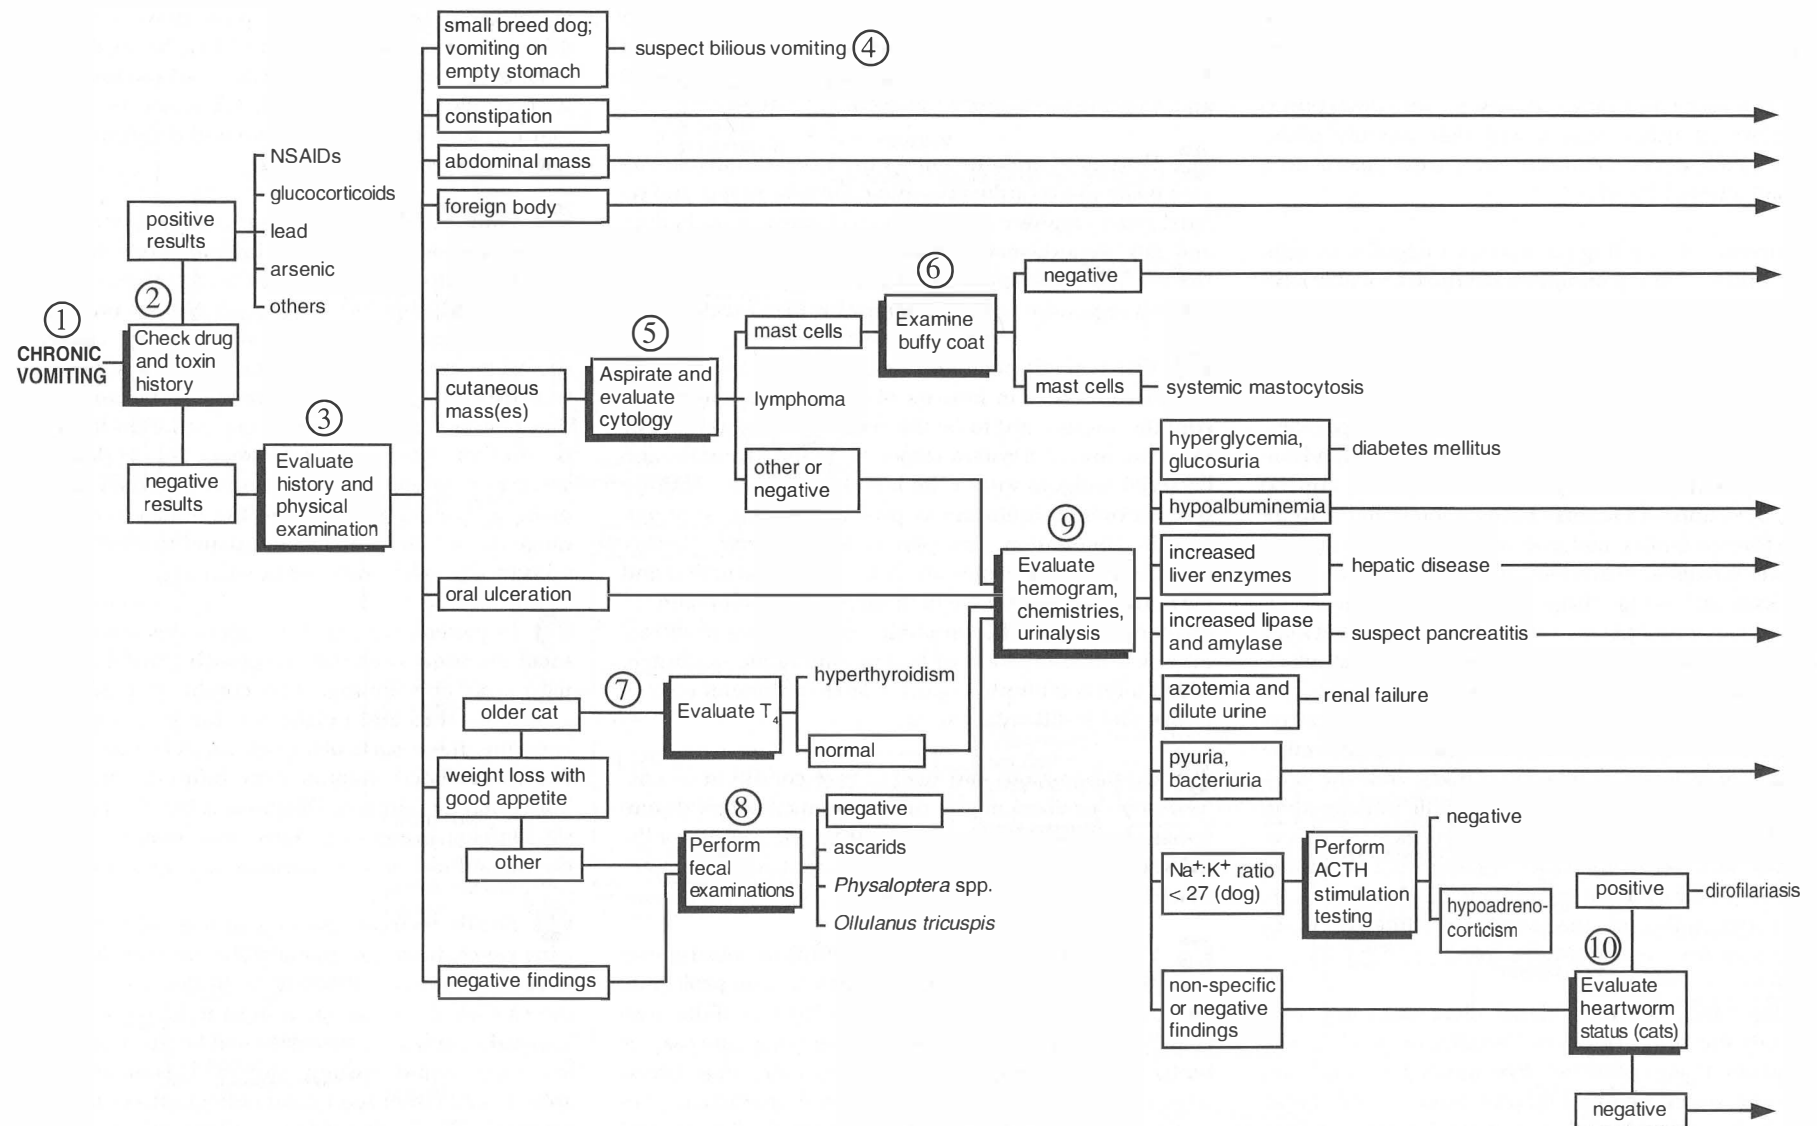 small breed dog;
vomiting on
empty stomach
suspect bilious vomiting
4
constipation
abdominal mass
foreign body
NSAIDs
glucocorticoids
lead
arsenic
others
positive
results
1
CHRONIC
VOMITING
2
Check drug
and toxin
history
negative
results
3
Evaluate
history and
physical
examination
cutaneous
mass(es)
5
Aspirate and
evaluate
cytology
mast cells
lymphoma
other or
negative
6
Examine
buffy coat
negative
mast cells
systemic mastocytosis
oral ulceration
older cat
weight loss with
good appetite
other
7
Evaluate T4
hyperthyroidism
normal
8
Perform
fecal
examinations
negative
ascarids
Physaloptera spp.
Ollulanus tricuspis
negative findings
9
Evaluate
hemogram,
chemistries,
urinalysis
hyperglycemia,
glucosuria
diabetes mellitus
hypoalbuminemia
increased
liver enzymes
hepatic disease
increased lipase
and amylase
suspect pancreatitis
azotemia and
dilute urine
renal failure
pyuria,
bacteriuria
Na+:K+ ratio
< 27 (dog)
Perform
ACTH
stimulation
testing
negative
hypoadreno-
corticism
non-specific
or negative
findings
10
Evaluate
heartworm
status (cats)
positive
dirofilariasis
negative